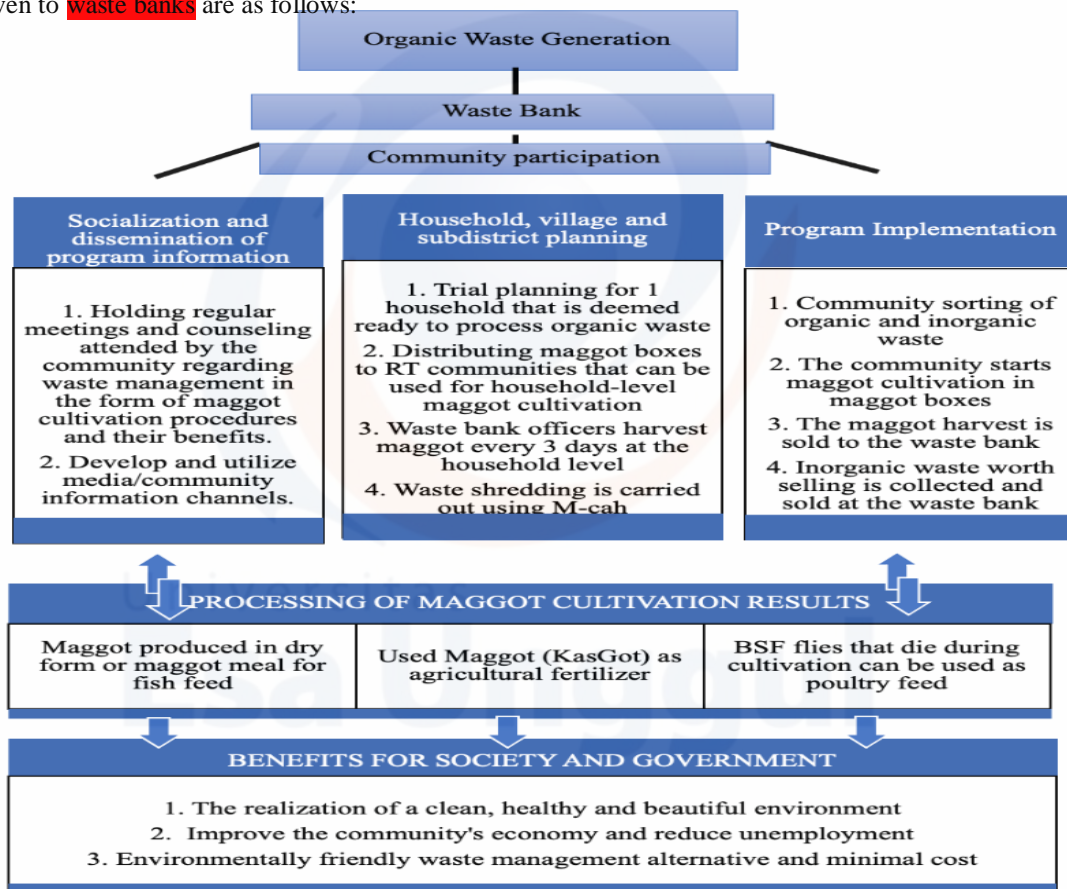 ven to waste banks are as follows:
Organic Waste Generation
Waste Bank
Community participation
Socialization and
dissemination of
program information
1. Holding regular
meetings and counseling
attended by the
community regarding
waste management in
the form of maggot
cultivation procedures
and their benefits.
2. Develop and utilize
media/community
information channels.
Household, village and
subdistrict planning
1. Trial planning for 1
household that is deemed
ready to process organic waste
2. Distributing maggot boxes
to RT communities that can be
used for household-level
maggot cultivation
3. Waste bank officers harvest
maggot every 3 days at the
household level
4. Waste shredding is carried
out using M-cah
Program Implementation
1. Community sorting of
organic and inorganic
waste
2. The community starts
maggot cultivation in
maggot boxes
3. The maggot harvest is
sold to the waste bank
4. Inorganic waste worth
selling is collected and
sold at the waste bank
PROCESSING OF MAGGOT CULTIVATION RESULTS
Maggot produced in dry
form or maggot meal for
fish feed
Used Maggot (KasGot) as
agricultural fertilizer
BSF flies that die during
cultivation can be used as
poultry feed
BENEFITS FOR SOCIETY AND GOVERNMENT
1. The realization of a clean, healthy and beautiful environment
2. Improve the community's economy and reduce unemployment
3. Environmentally friendly waste management alternative and minimal cost
Universitas
Esa Unggul